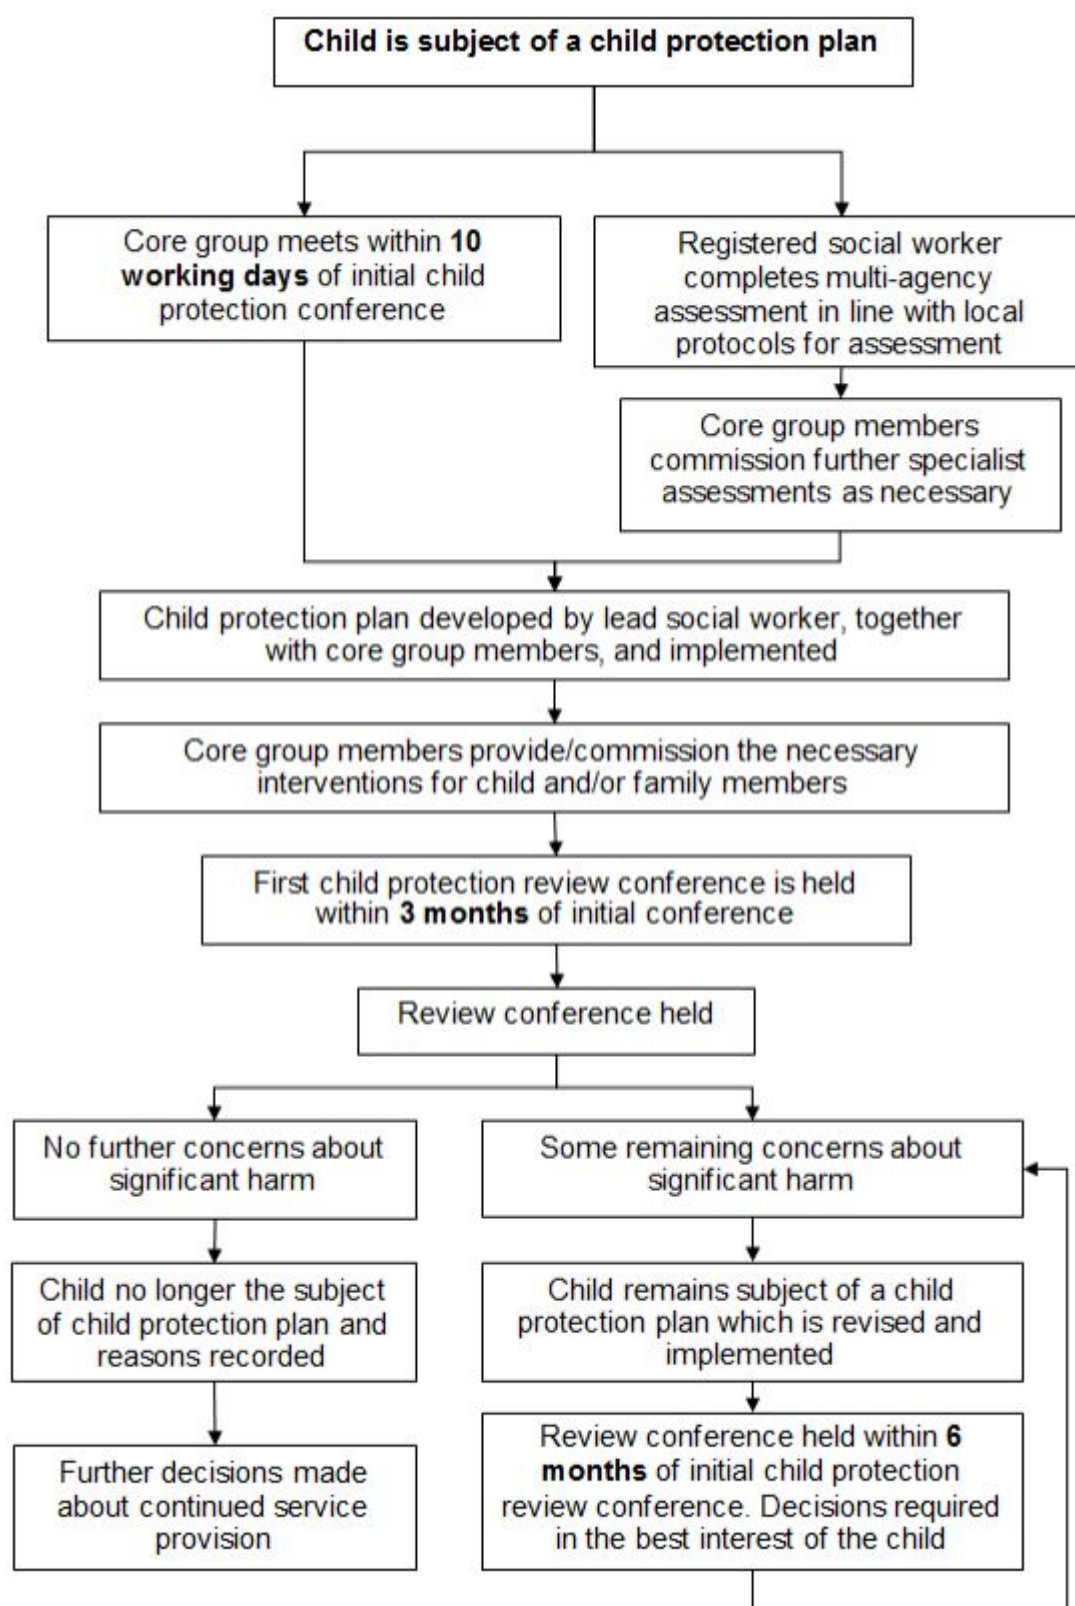 Child is subject of a child protection plan
Core group meets within 10
working days of initial child
protection conference
Registered social worker
completes multi-agency
assessment in line with local
protocols for assessment
Core group members
commission further specialist
assessments as necessary
Child protection plan developed by lead social worker, together
with core group members, and implemented
Core group members provide/commission the necessary
interventions for child and/or family members
First child protection review conference is held
within 3 months of initial conference
Review conference held
No further concerns about
significant harm
Some remaining concerns about
significant harm
Child no longer the subject
of child protection plan and
reasons recorded
Child remains subject of a child
protection plan which is revised and
implemented
Further decisions made
about continued service
provision
Review conference held within 6
months of initial child protection
review conference. Decisions required
in the best interest of the child